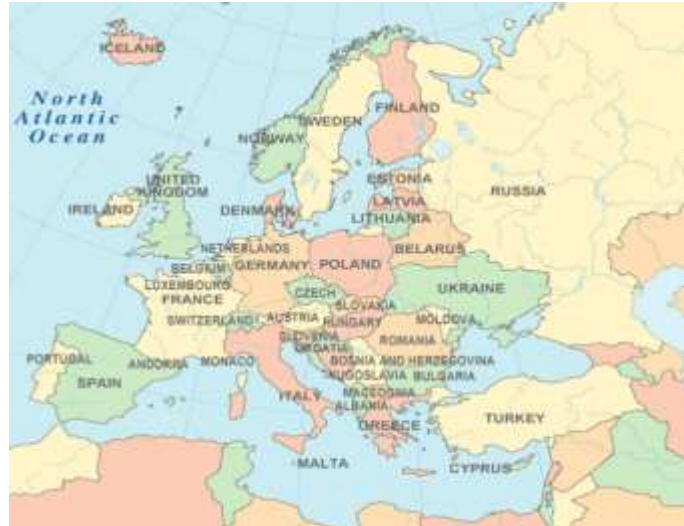 ICELAND
North
Atlantic
Ocean
NORWAY
SWEDEN
FINLAND
UNITED
KINGDOM
IRELAND
DENMARK
ESTONIA
LATVIA
LITHUANIA
RUSSIA
NETHERLANDS
BELGIUM
GERMANY
POLAND
BELARUS
LUXEMBOURG
FRANCE
CZECH
SLOVAKIA
UKRAINE
SWITZERLAND
AUSTRIA
HUNGARY
MOLDOVA
SLOVENIA
CROATIA
ROMANIA
PORTUGAL
SPAIN
ANDORRA
MONACO
BOSNIA AND HERZEGOVINA
YUGOSLAVIA
BULGARIA
ITALY
MACEDONIA
ALBANIA
GREECE
TURKEY
MALTA
CYPRUS